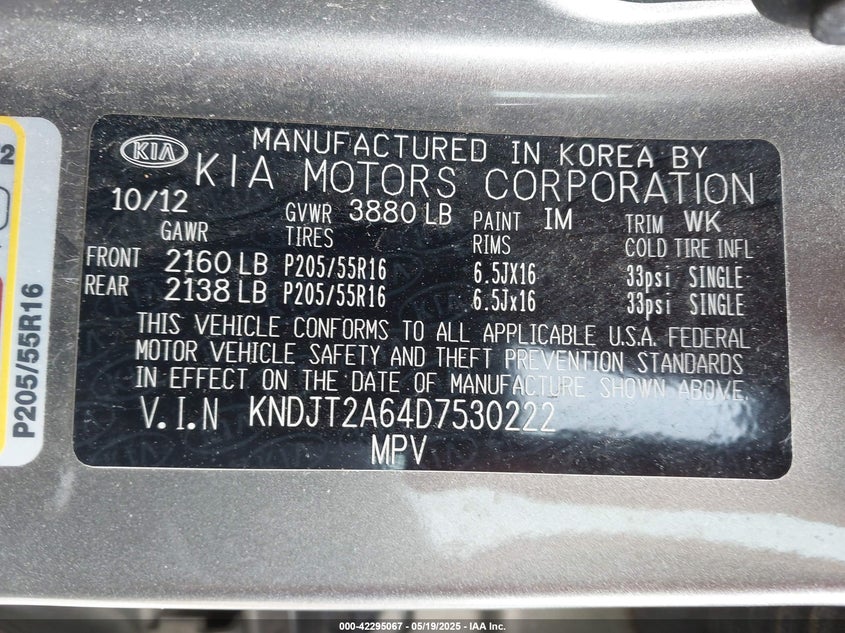 KIA
MANUFACTURED IN KOREA BY
KIA MOTORS CORPORATION
10/12 GVWR 3880 LB PAINT IM TRIM WK
GAWR TIRES RIMS COLD TIRE INFL
FRONT 2160 LB P205/55R16 6.5JX16 33psi SINGLE
REAR 2138 LB P205/55R16 6.5Jx16 33psi SINGLE
THIS VEHICLE CONFORMS TO ALL APPLICABLE U.S.A. FEDERAL
MOTOR VEHICLE SAFETY AND THEFT PREVENTION STANDARDS
IN EFFECT ON THE DATE OF MANUFACTURE SHOWN ABOVE.
V.I.N KNDJT2A64D7530222
MPV
P205/55R16
2
000-42295067 - 05/19/2025 - IAA Inc.